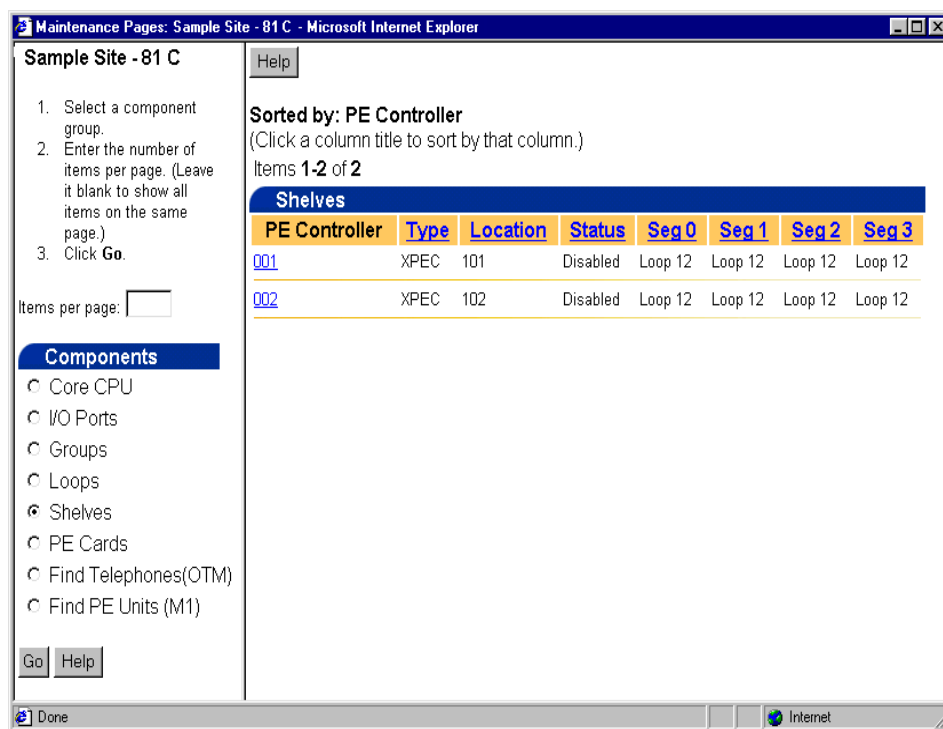 Maintenance Pages: Sample Site - 81 C - Microsoft Internet Explorer
Sample Site - 81 C
1. Select a component
group.
2. Enter the number of
items per page. (Leave
it blank to show all
items on the same
page.)
3. Click Go.
Items per page:
Components
Core CPU
I/O Ports
Groups
Loops
Shelves
PE Cards
Find Telephones(OTM)
Find PE Units (M1)
Go Help
Help
Sorted by: PE Controller
(Click a column title to sort by that column.)
Items 1-2 of 2
Shelves
PE Controller Type Location Status Seg 0 Seg 1 Seg 2 Seg 3
001 XPEC 101 Disabled Loop 12 Loop 12 Loop 12 Loop 12
002 XPEC 102 Disabled Loop 12 Loop 12 Loop 12 Loop 12
Done Internet